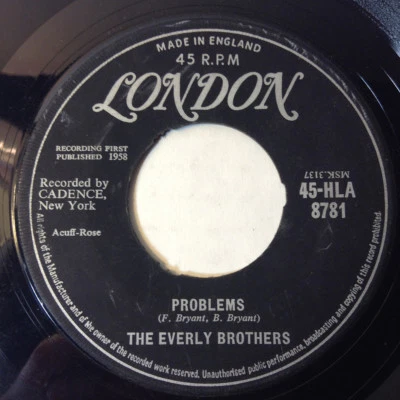 MADE IN ENGLAND
45 R.P.M
LONDON
RECORDING FIRST
PUBLISHED 1958
Recorded by
CADENCE,
New York
Acuff-Rose
MSK.3137
45-HLA
8781
PROBLEMS
(F. Bryant, B. Bryant)
THE EVERLY BROTHERS
All rights of the Manufacturer and of the owner of the recorded work reserved. Unauthorised public performance, broadcasting and copying of this record prohibited